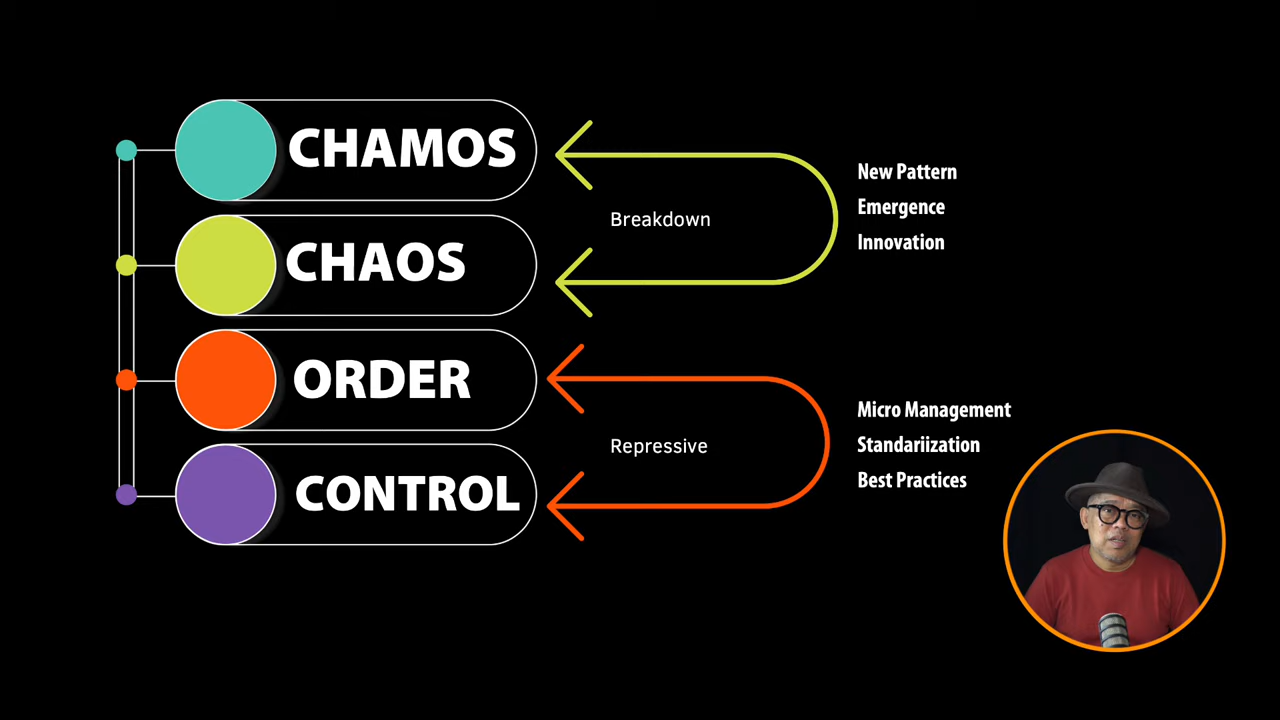 CHAMOS
CHAOS
ORDER
CONTROL
Breakdown
New Pattern
Emergence
Innovation
Repressive
Micro Management
Standariization
Best Practices